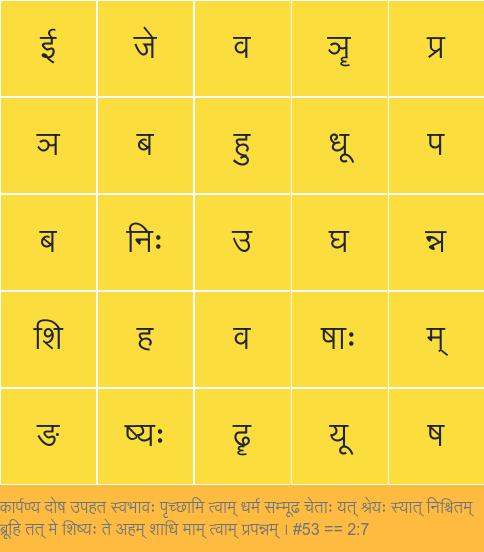 ई जे व ॠ प्र
ञ ब हु धू प
ब निः उ घ न्न
शि ह व षाः म्
ङ ष्यः ढॄ यू ष
कार्पण्य दोष उपहत स्वभावः पृच्छामि त्वाम् धर्म सम्मूढ चेताः यत् श्रेयः स्यात् निश्चितम्
ब्रूहि तत् मे शिष्यः ते अहम् शाधि माम् त्वाम् प्रपन्नम् । #53 == 2:7